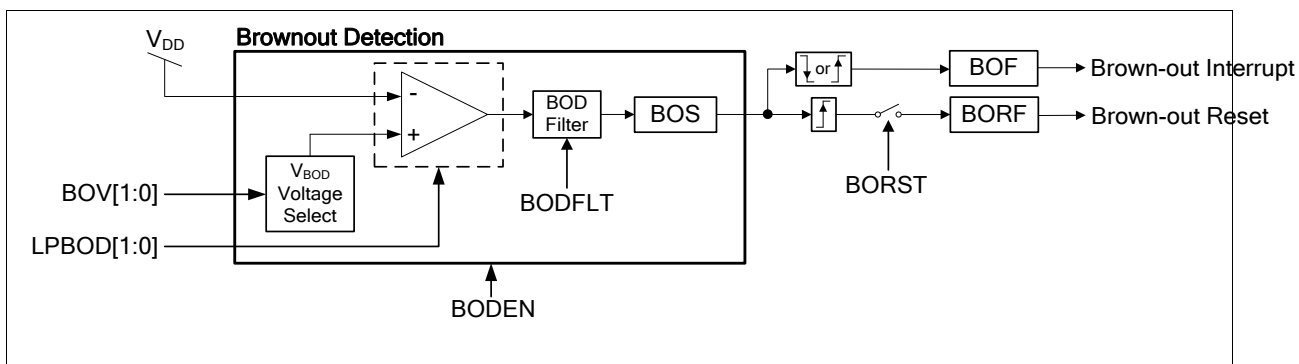 Brownout Detection
VDD
-
+
VBOD
Voltage
Select
BOD
Filter
BOS
or
BOF
Brown-out Interrupt
BORF
Brown-out Reset
BORST
BODFLT
BOV[1:0]
LPBOD[1:0]
BODEN